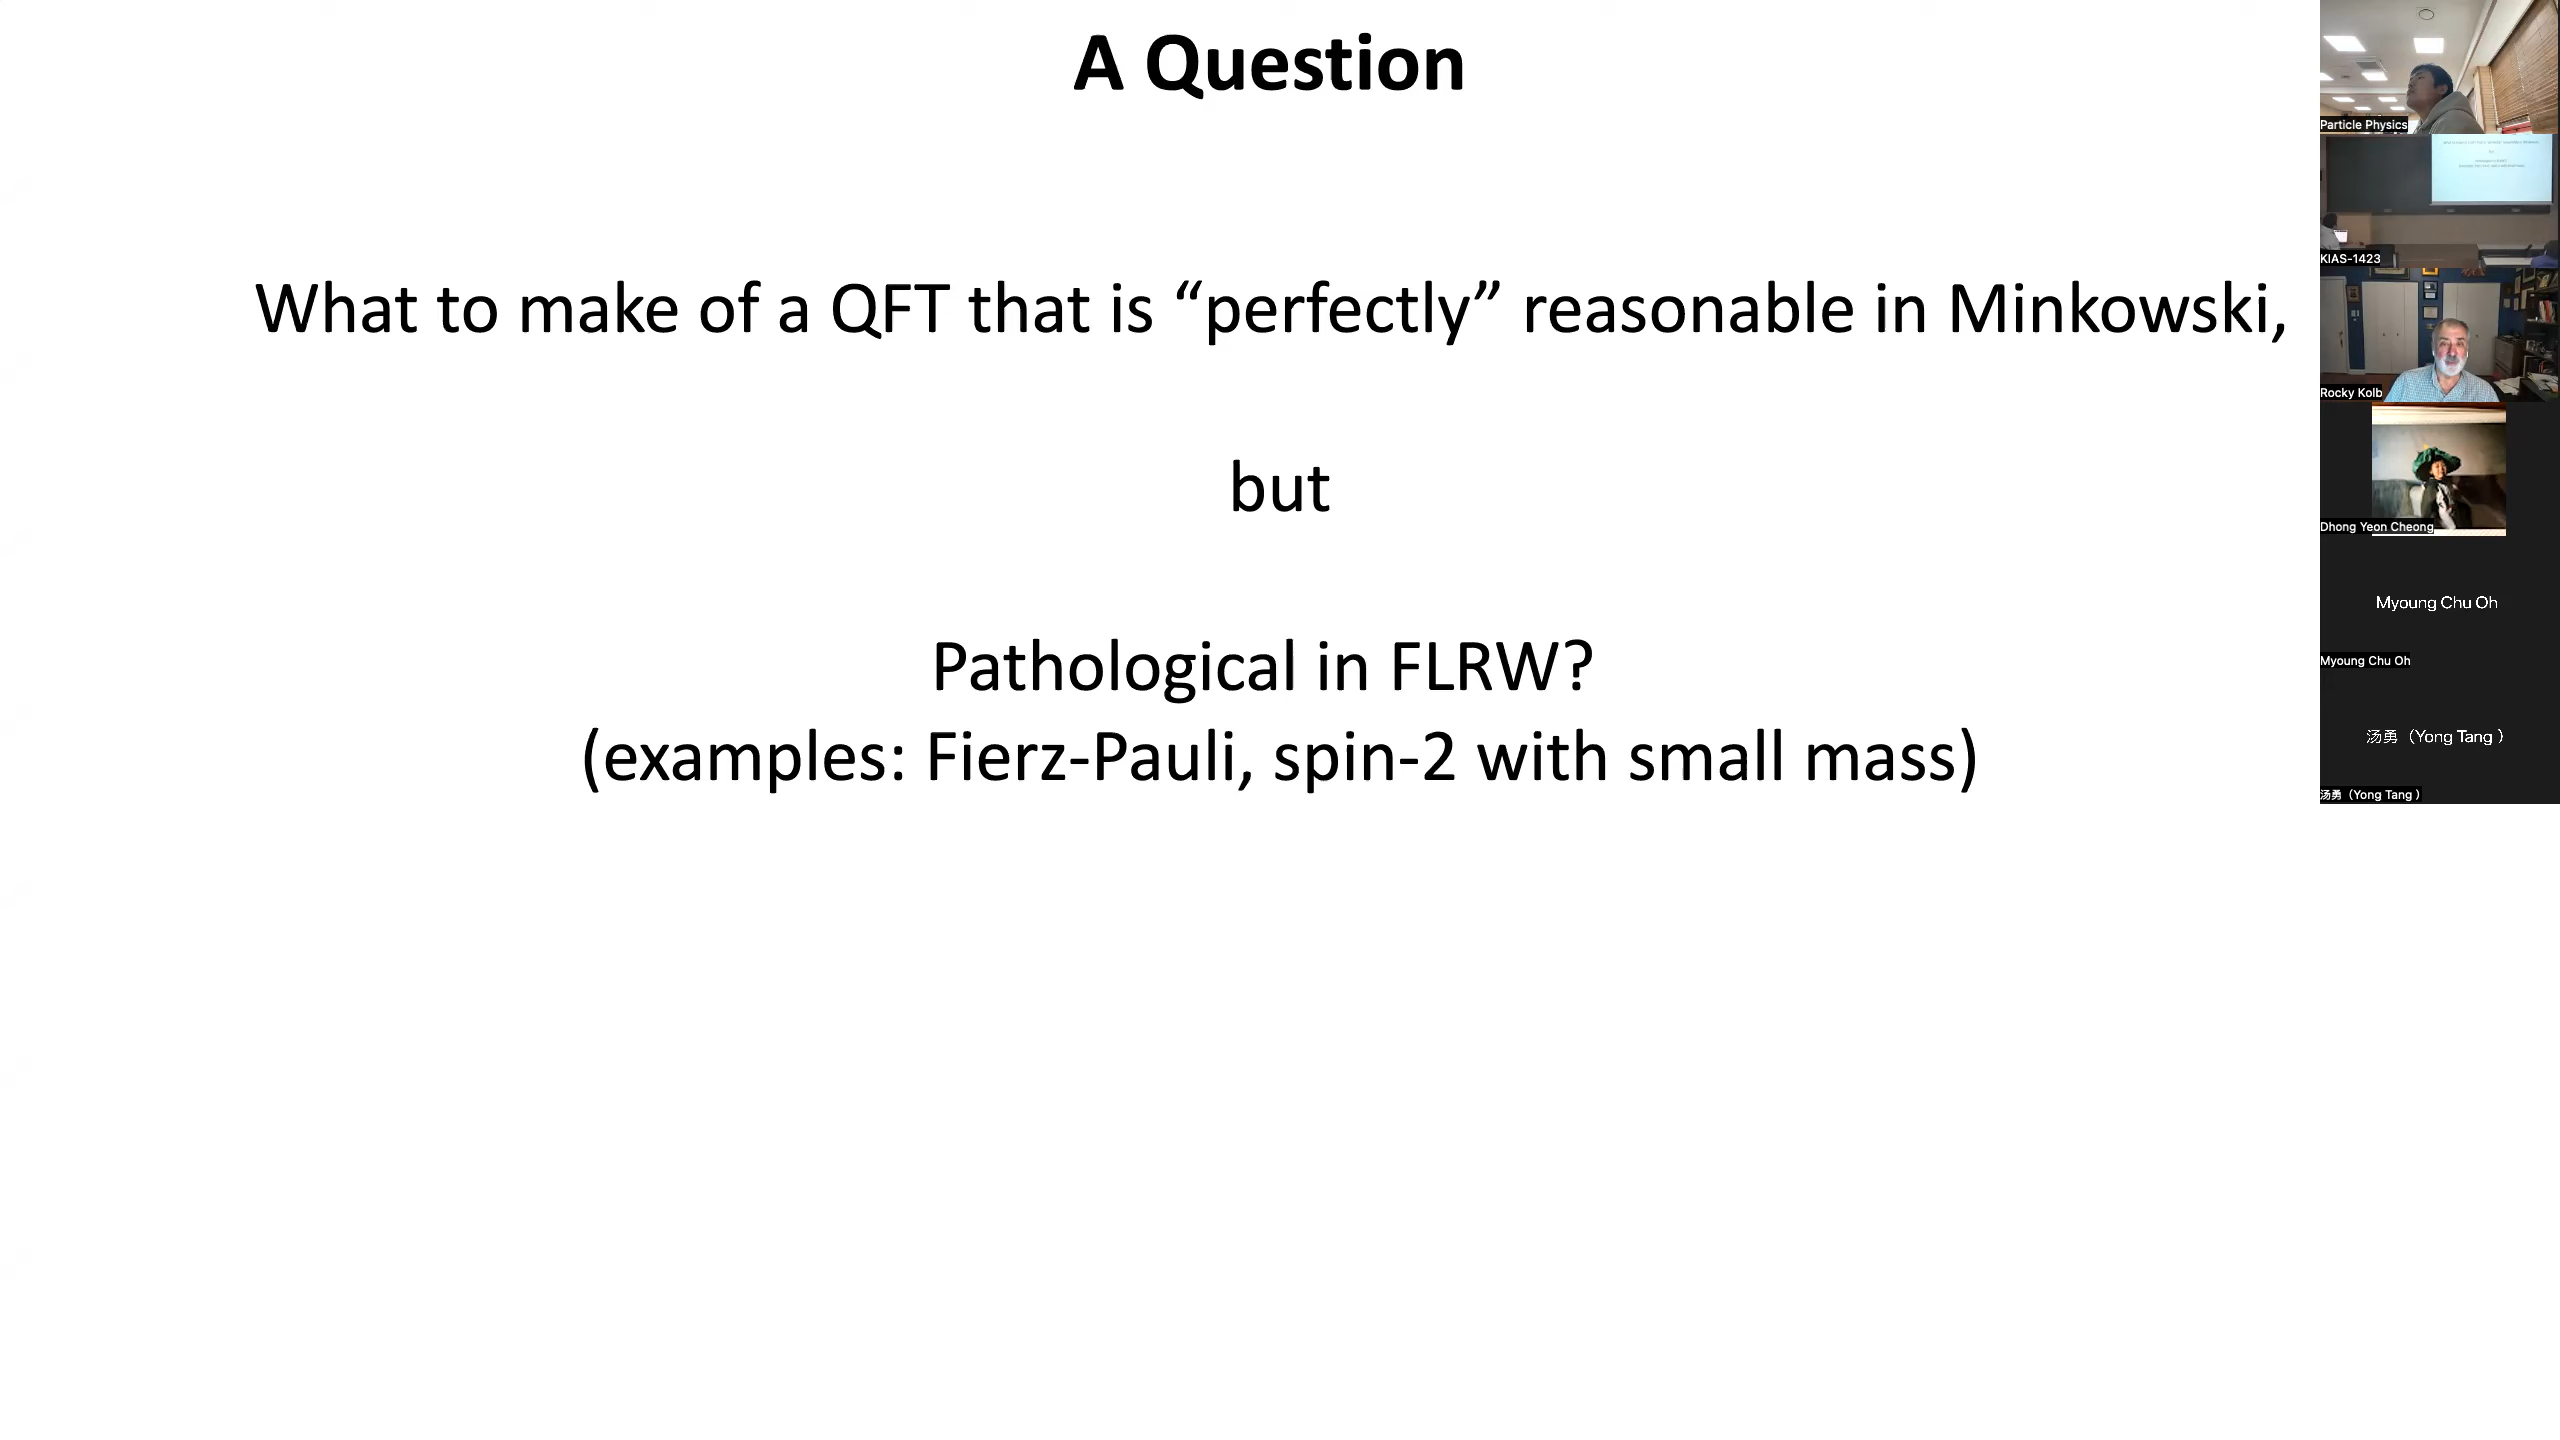 A Question
What to make of a QFT that is “perfectly” reasonable in Minkowski,
but
Pathological in FLRW?
(examples: Fierz-Pauli, spin-2 with small mass)
Particle Physics
KIAS-1423
Rocky Kolb
Dhong Yeon Cheong
Myoung Chu Oh
Myoung Chu Oh
汤勇（Yong Tang ）
汤勇（Yong Tang ）